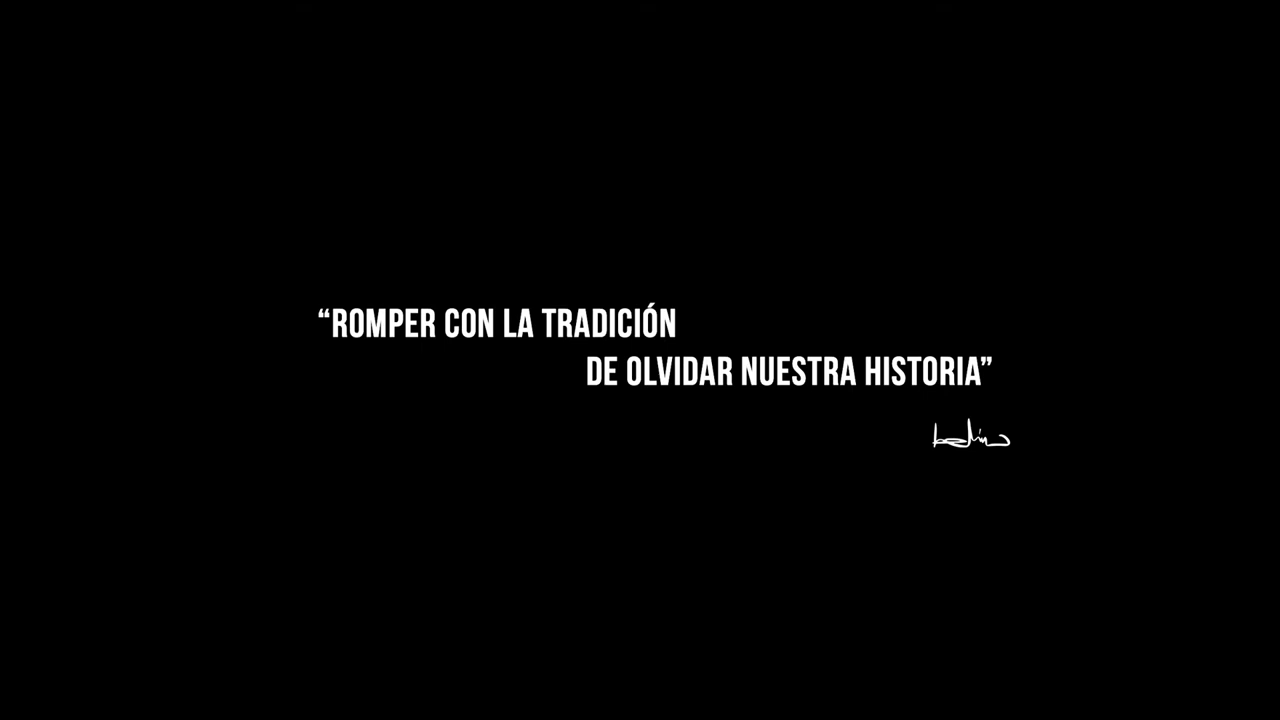 “ROMPER CON LA TRADICIÓN
DE OLVIDAR NUESTRA HISTORIA”